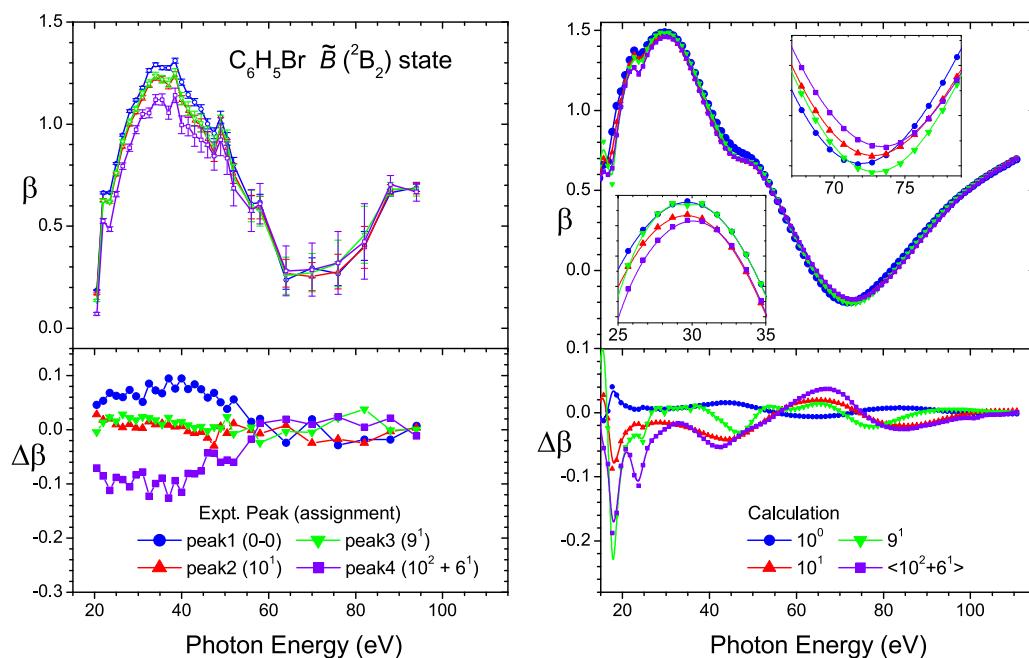 C₆H₅Br B̃ (²B₂) state
β
1.5
1.0
0.5
0.0
Δβ
0.1
0.0
-0.1
-0.2
-0.3
Expt. Peak (assignment)
peak1 (0-0)
peak3 (9¹)
peak2 (10¹)
peak4 (10² + 6¹)
20 40 60 80 100
Photon Energy (eV)
β
1.5
1.0
0.5
0.0
70 75
25 30 35
Δβ
0.1
0.0
-0.1
-0.2
Calculation
10⁰
9¹
10¹
<10²+6¹>
20 40 60 80 100
Photon Energy (eV)